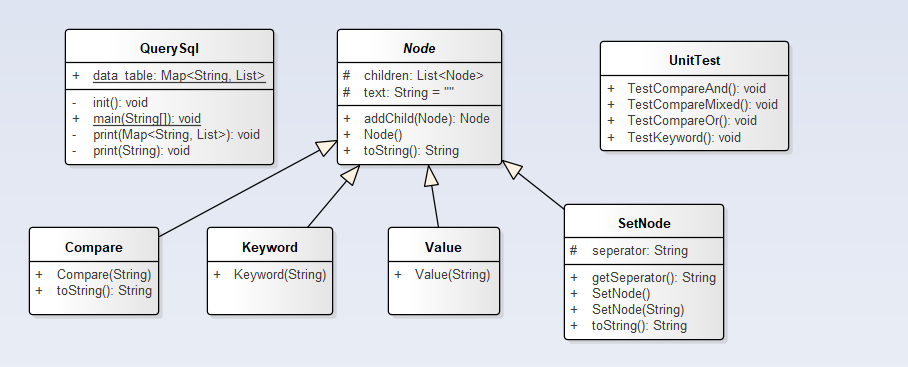 QuerySql
+ data_table: Map<String, List>
- init(): void
+ main(String[]): void
- print(Map<String, List>): void
- print(String): void
Node
# children: List<Node>
# text: String = ""
+ addChild(Node): Node
+ Node()
+ toString(): String
UnitTest
+ TestCompareAnd(): void
+ TestCompareMixed(): void
+ TestCompareOr(): void
+ TestKeyword(): void
Compare
+ Compare(String)
+ toString(): String
Keyword
+ Keyword(String)
Value
+ Value(String)
SetNode
# seperator: String
+ getSeperator(): String
+ SetNode()
+ SetNode(String)
+ toString(): String